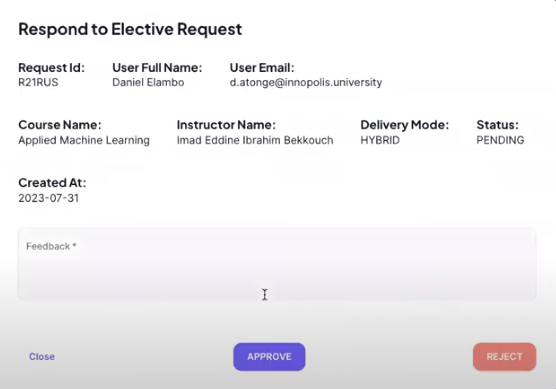 Respond to Elective Request
Request Id: User Full Name: User Email:
R21RUS Daniel Elambo d.atonge@innopolis.university
Course Name: Instructor Name: Delivery Mode: Status:
Applied Machine Learning Imad Eddine Ibrahim Bekkouch HYBRID PENDING
Created At:
2023-07-31
Feedback *
Close APPROVE REJECT